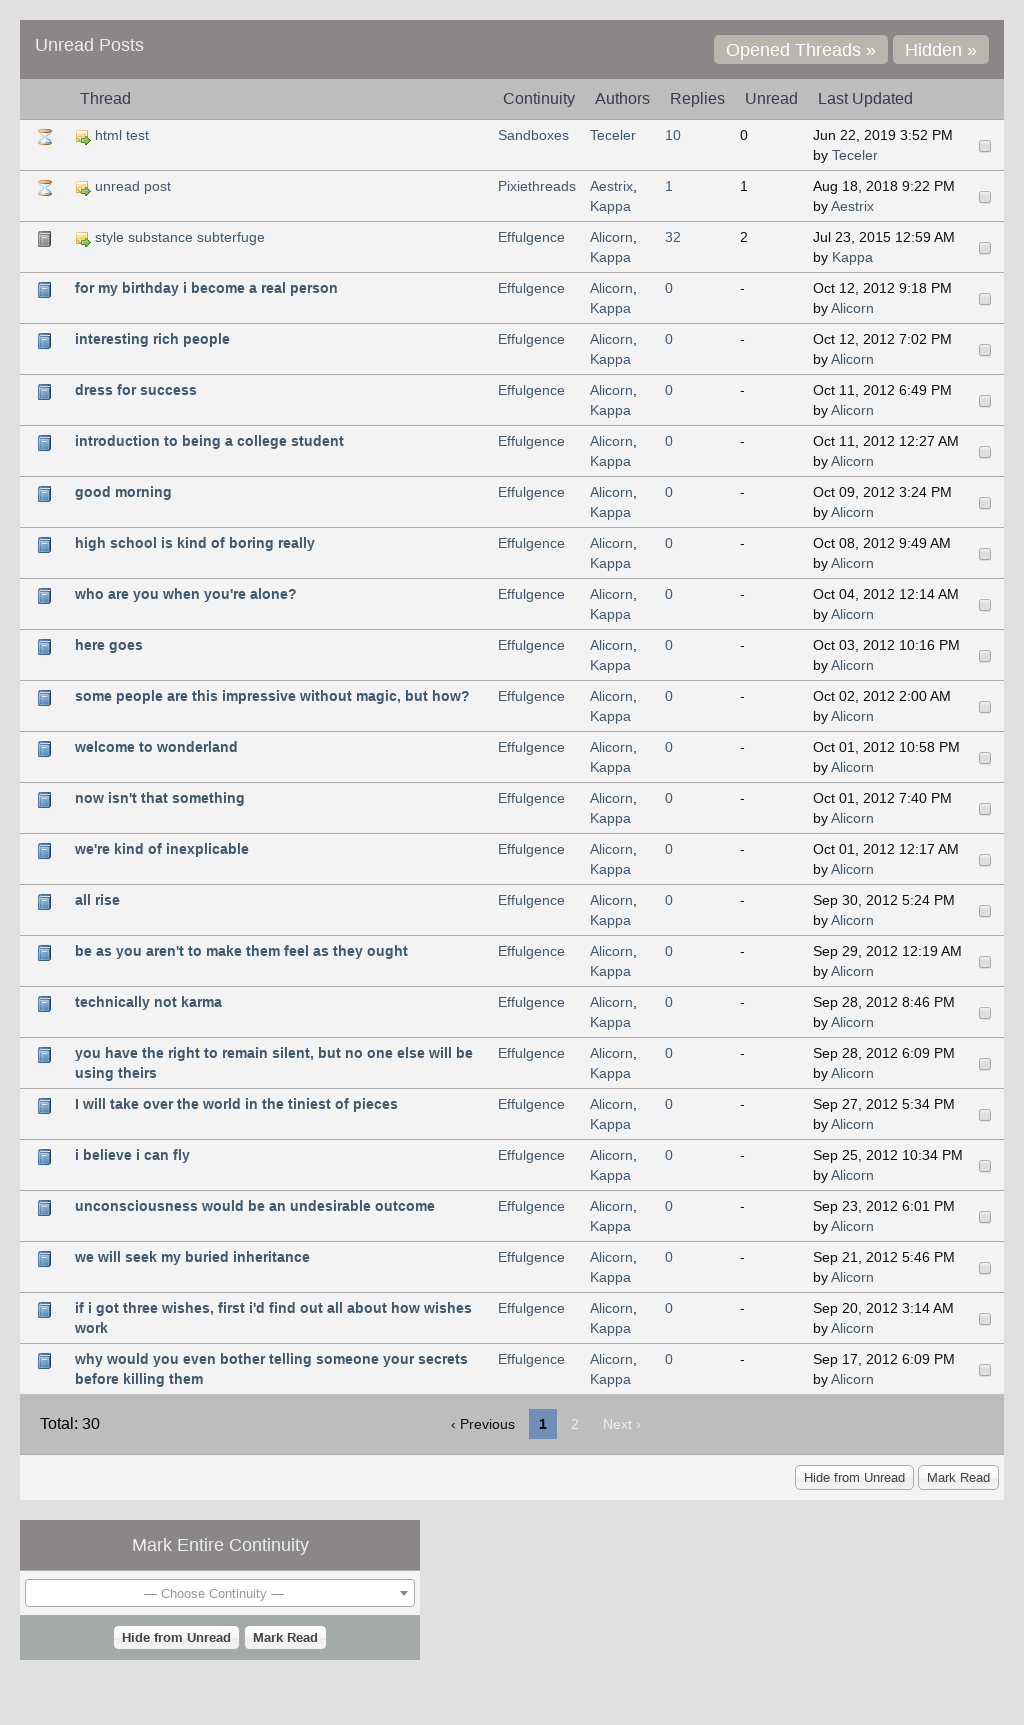 Unread Posts Opened Threads » Hidden »
Thread Continuity Authors Replies Unread Last Updated
html test Sandboxes Teceler 10 0 Jun 22, 2019 3:52 PM
by Teceler
unread post Pixiethreads Aestrix, 1 1 Aug 18, 2018 9:22 PM
Kappa by Aestrix
style substance subterfuge Effulgence Alicorn, 32 2 Jul 23, 2015 12:59 AM
Kappa by Kappa
for my birthday i become a real person Effulgence Alicorn, 0 - Oct 12, 2012 9:18 PM
Kappa by Alicorn
interesting rich people Effulgence Alicorn, 0 - Oct 12, 2012 7:02 PM
Kappa by Alicorn
dress for success Effulgence Alicorn, 0 - Oct 11, 2012 6:49 PM
Kappa by Alicorn
introduction to being a college student Effulgence Alicorn, 0 - Oct 11, 2012 12:27 AM
Kappa by Alicorn
good morning Effulgence Alicorn, 0 - Oct 09, 2012 3:24 PM
Kappa by Alicorn
high school is kind of boring really Effulgence Alicorn, 0 - Oct 08, 2012 9:49 AM
Kappa by Alicorn
who are you when you're alone? Effulgence Alicorn, 0 - Oct 04, 2012 12:14 AM
Kappa by Alicorn
here goes Effulgence Alicorn, 0 - Oct 03, 2012 10:16 PM
Kappa by Alicorn
some people are this impressive without magic, but how? Effulgence Alicorn, 0 - Oct 02, 2012 2:00 AM
Kappa by Alicorn
welcome to wonderland Effulgence Alicorn, 0 - Oct 01, 2012 10:58 PM
Kappa by Alicorn
now isn't that something Effulgence Alicorn, 0 - Oct 01, 2012 7:40 PM
Kappa by Alicorn
we're kind of inexplicable Effulgence Alicorn, 0 - Oct 01, 2012 12:17 AM
Kappa by Alicorn
all rise Effulgence Alicorn, 0 - Sep 30, 2012 5:24 PM
Kappa by Alicorn
be as you aren't to make them feel as they ought Effulgence Alicorn, 0 - Sep 29, 2012 12:19 AM
Kappa by Alicorn
technically not karma Effulgence Alicorn, 0 - Sep 28, 2012 8:46 PM
Kappa by Alicorn
you have the right to remain silent, but no one else will be Effulgence Alicorn, 0 - Sep 28, 2012 6:09 PM
using theirs Kappa by Alicorn
I will take over the world in the tiniest of pieces Effulgence Alicorn, 0 - Sep 27, 2012 5:34 PM
Kappa by Alicorn
i believe i can fly Effulgence Alicorn, 0 - Sep 25, 2012 10:34 PM
Kappa by Alicorn
unconsciousness would be an undesirable outcome Effulgence Alicorn, 0 - Sep 23, 2012 6:01 PM
Kappa by Alicorn
we will seek my buried inheritance Effulgence Alicorn, 0 - Sep 21, 2012 5:46 PM
Kappa by Alicorn
if i got three wishes, first i'd find out all about how wishes Effulgence Alicorn, 0 - Sep 20, 2012 3:14 AM
work Kappa by Alicorn
why would you even bother telling someone your secrets Effulgence Alicorn, 0 - Sep 17, 2012 6:09 PM
before killing them Kappa by Alicorn
Total: 30 ‹ Previous 1 2 Next ›
Hide from Unread Mark Read
Mark Entire Continuity
— Choose Continuity —
Hide from Unread Mark Read